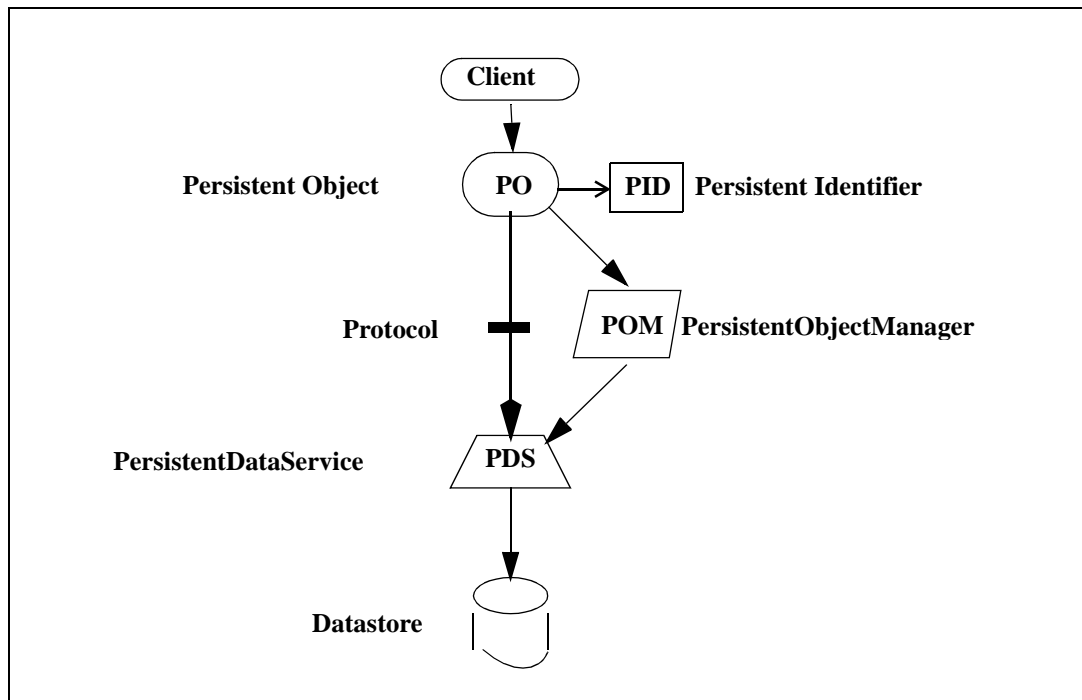 Client
Persistent Object
PO
PID
Persistent Identifier
Protocol
POM
PersistentObjectManager
PersistentDataService
PDS
Datastore